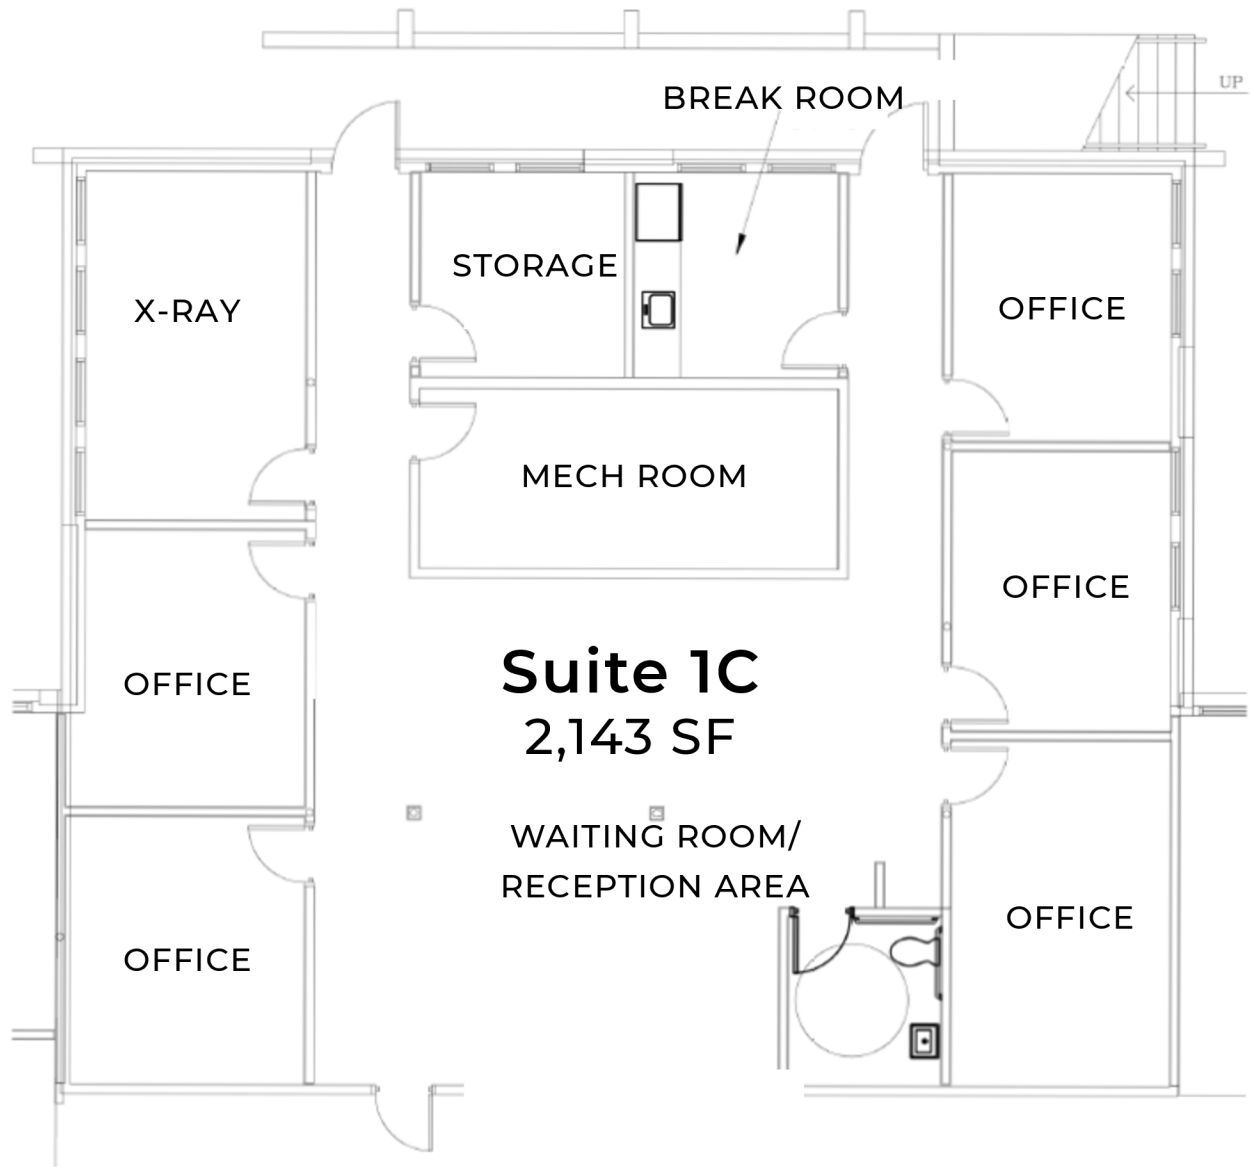 UP
BREAK ROOM
STORAGE
X-RAY
OFFICE
MECH ROOM
OFFICE
Suite 1C
2,143 SF
OFFICE
WAITING ROOM/
RECEPTION AREA
OFFICE
OFFICE